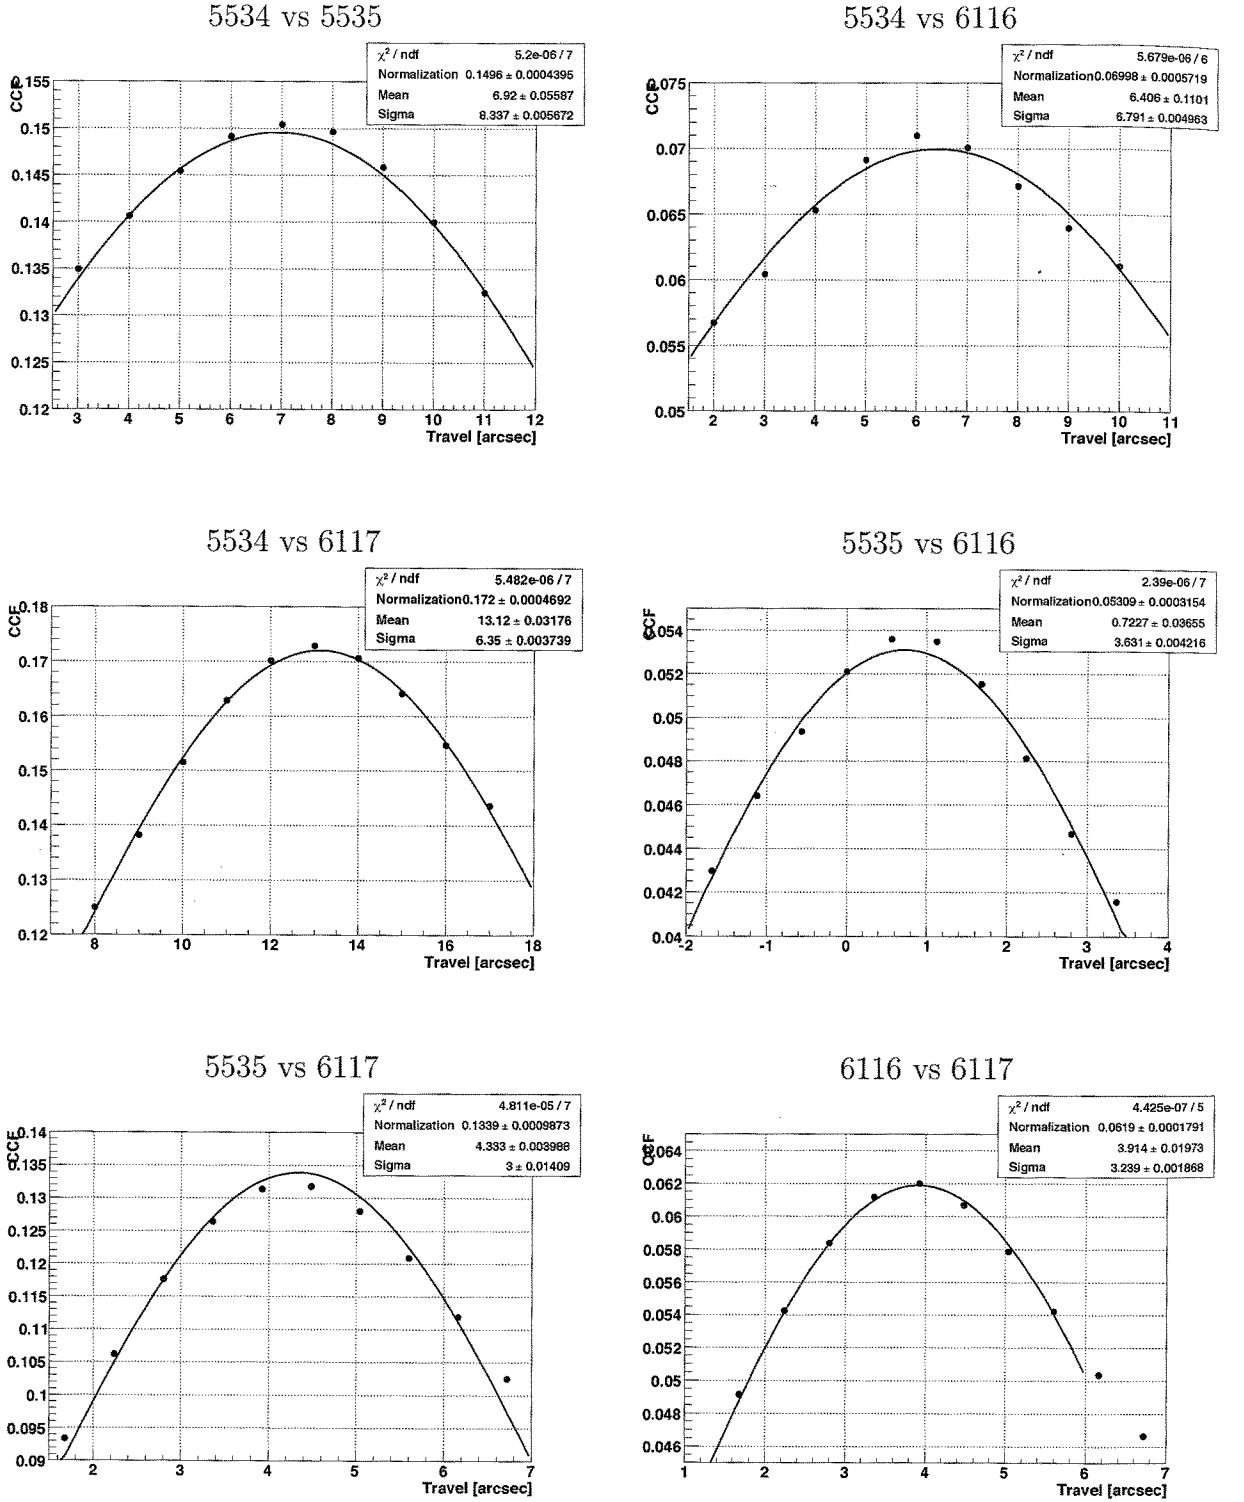 5534 vs 5535
χ² / ndf 5.2e-06 / 7
Normalization 0.1496 ± 0.0004395
Mean 6.92 ± 0.05587
Sigma 8.337 ± 0.005672
CCF
0.155
0.15
0.145
0.14
0.135
0.13
0.125
0.12
3 4 5 6 7 8 9 10 11 12
Travel [arcsec]
5534 vs 6116
χ² / ndf 5.679e-06 / 6
Normalization0.06998 ± 0.0005719
Mean 6.406 ± 0.1101
Sigma 6.791 ± 0.004963
CCF
0.075
0.07
0.065
0.06
0.055
0.05
2 3 4 5 6 7 8 9 10 11
Travel [arcsec]
5534 vs 6117
χ² / ndf 5.482e-06 / 7
Normalization0.172 ± 0.0004692
Mean 13.12 ± 0.03176
Sigma 6.35 ± 0.003739
CCF
0.18
0.17
0.16
0.15
0.14
0.13
0.12
8 10 12 14 16 18
Travel [arcsec]
5535 vs 6116
χ² / ndf 2.39e-06 / 7
Normalization0.05309 ± 0.0003154
Mean 0.7227 ± 0.03655
Sigma 3.631 ± 0.004216
CCF
0.054
0.052
0.05
0.048
0.046
0.044
0.042
0.04
-2 -1 0 1 2 3 4
Travel [arcsec]
5535 vs 6117
χ² / ndf 4.811e-05 / 7
Normalization 0.1339 ± 0.0009873
Mean 4.333 ± 0.003988
Sigma 3 ± 0.01409
CCF
0.14
0.135
0.13
0.125
0.12
0.115
0.11
0.105
0.1
0.095
0.09
2 3 4 5 6 7
Travel [arcsec]
6116 vs 6117
χ² / ndf 4.425e-07 / 5
Normalization 0.0619 ± 0.0001791
Mean 3.914 ± 0.01973
Sigma 3.239 ± 0.001868
CCF
0.064
0.062
0.06
0.058
0.056
0.054
0.052
0.05
0.048
0.046
1 2 3 4 5 6 7
Travel [arcsec]